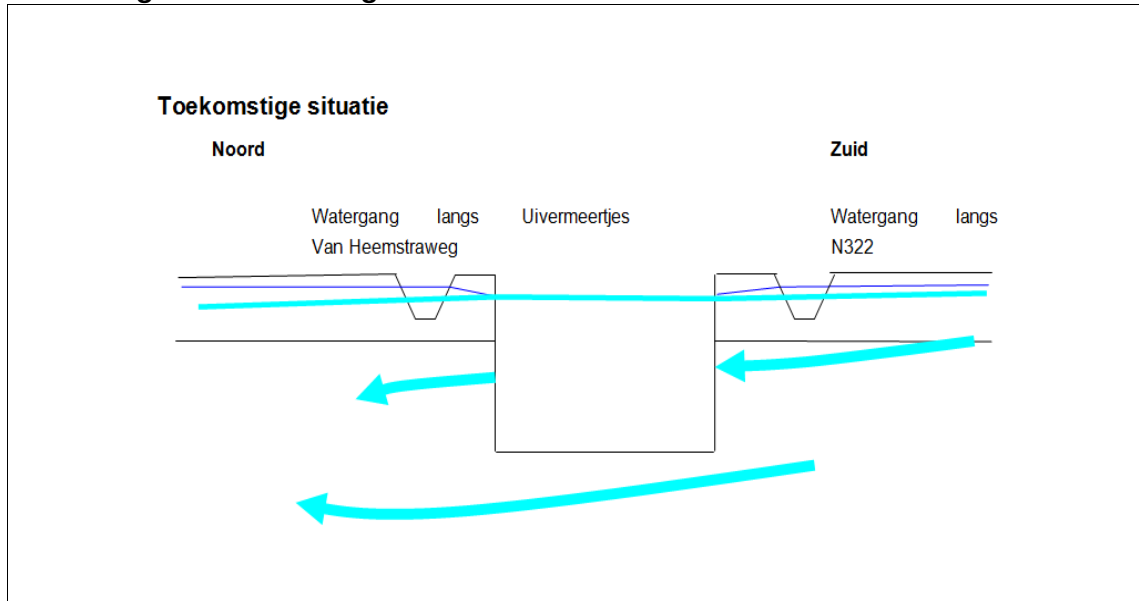 Toekomstige situatie
Noord Zuid
Watergang langs Uivermeertjes Watergang langs
Van Heemstraweg N322